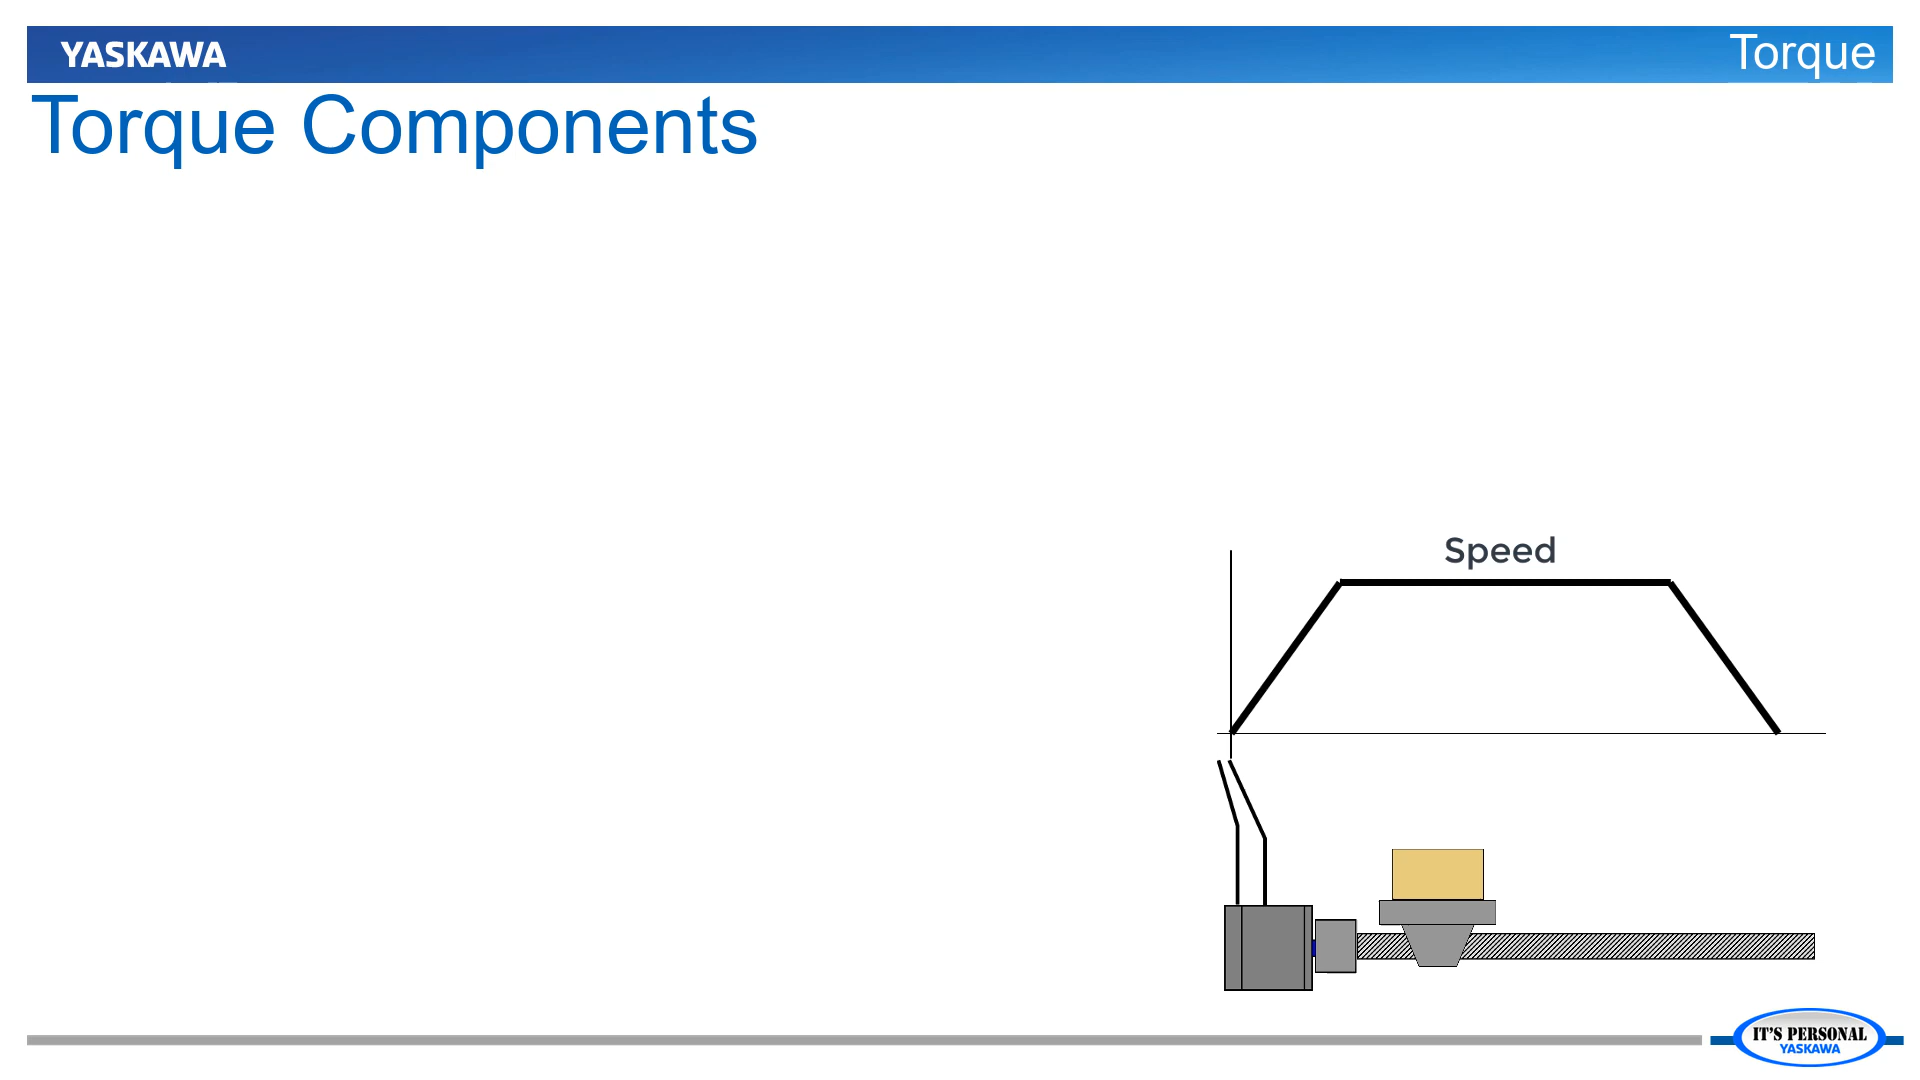 YASKAWA
Torque
Torque Components
Speed
IT'S PERSONAL
YASKAWA